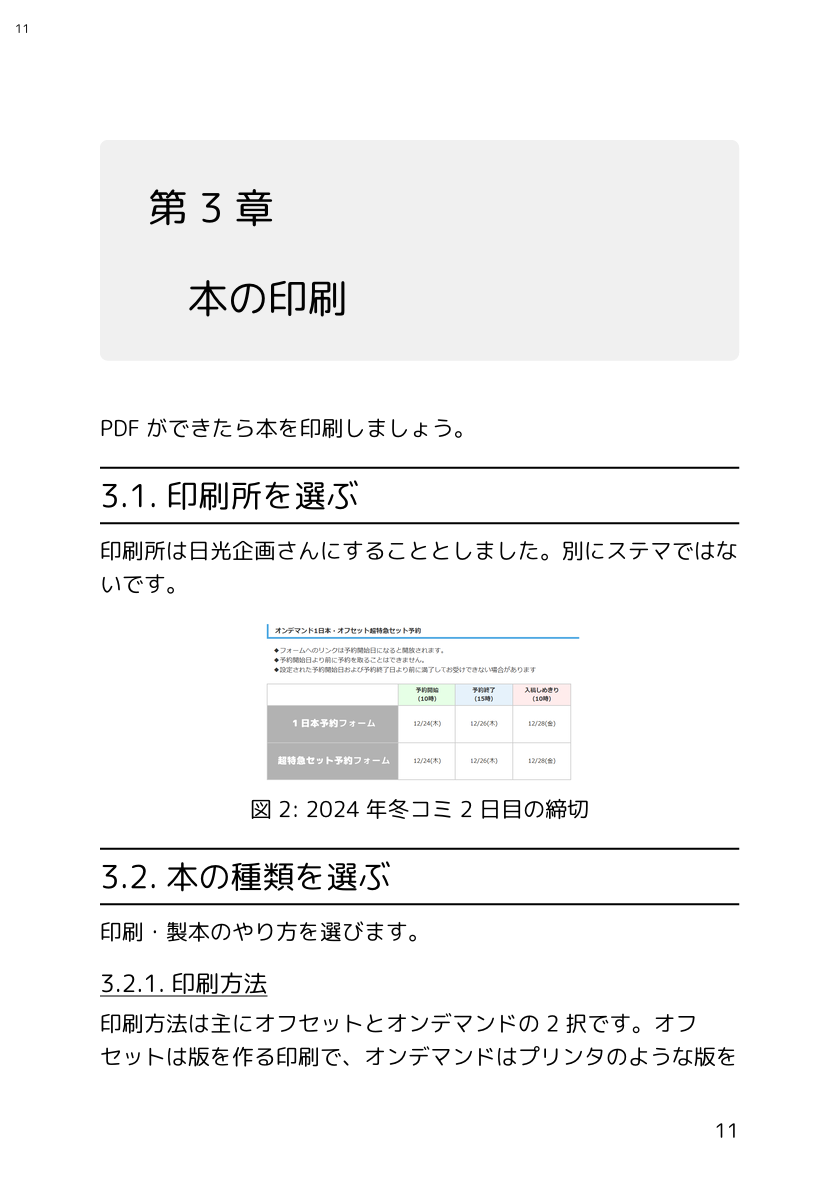 11
第 3 章
本の印刷
PDF ができたら本を印刷しましょう。
3.1. 印刷所を選ぶ
印刷所は日光企画さんにすることとしました。別にステマではな
いです。
オンデマンド1日本・オフセット超特急セット予約
◆フォームへのリンクは予約開始日になると開放されます。
◆予約開始日より前に予約を取ることはできません。
◆設定された予約開始日および予約終了日より前に満了してお受けできない場合があります
予約開始 予約終了 入稿しめきり
(10時) (15時) (10時)
1日本予約フォーム 12/24(木) 12/26(木) 12/28(金)
超特急セット予約フォーム 12/24(木) 12/26(木) 12/28(金)
図 2: 2024 年冬コミ 2 日目の締切
3.2. 本の種類を選ぶ
印刷・製本のやり方を選びます。
3.2.1. 印刷方法
印刷方法は主にオフセットとオンデマンドの 2 択です。オフ
セットは版を作る印刷で、オンデマンドはプリンタのような版を
11